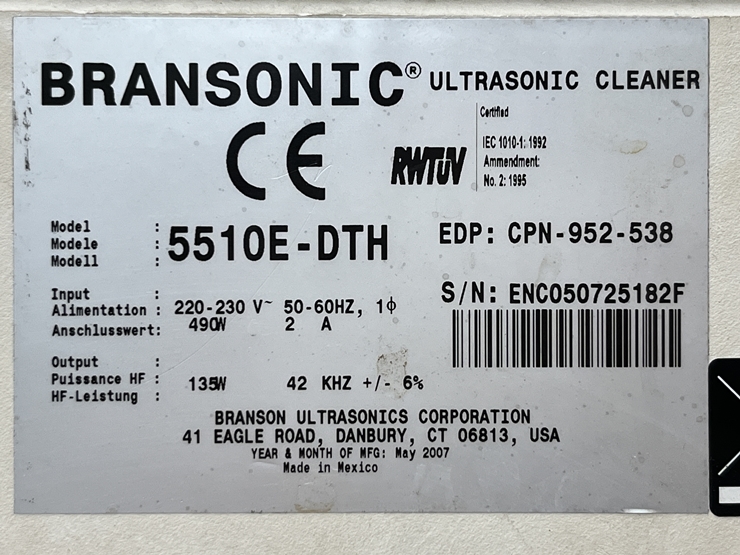 BRANSONIC® ULTRASONIC CLEANER
CE
RWTÜV
Certified
IEC 1010-1: 1992
Ammendment:
No. 2: 1995
Model :
Modele : 5510E-DTH
Modell :
EDP: CPN-952-538
S/N: ENC050725182F
Input :
Alimentation : 220-230 V~ 50-60HZ, 1ϕ
Anschlusswert: 490W 2 A
Output :
Puissance HF : 135W 42 KHZ +/- 6%
HF-Leistung :
BRANSON ULTRASONICS CORPORATION
41 EAGLE ROAD, DANBURY, CT 06813, USA
YEAR & MONTH OF MFG: May 2007
Made in Mexico